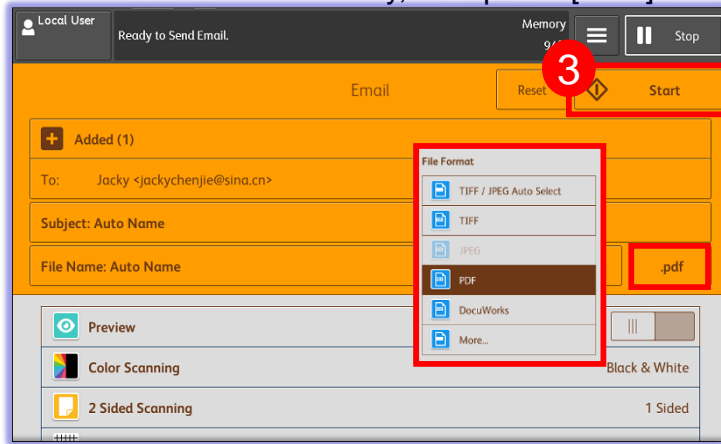 Local User
Ready to Send Email.
Memory
Stop
3
Email
Reset
Start
Added (1)
To: Jacky <jackychenjie@sina.cn>
Subject: Auto Name
File Name: Auto Name
.pdf
File Format
TIFF / JPEG Auto Select
TIFF
JPEG
PDF
DocuWorks
More...
Preview
Color Scanning
Black & White
2 Sided Scanning
1 Sided